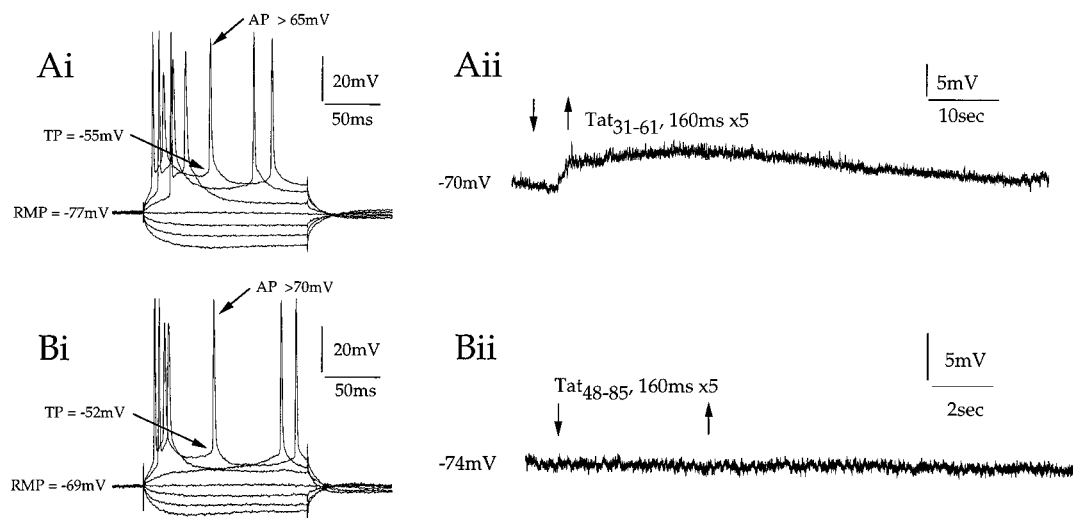 Ai
AP > 65mV
20mV
50ms
TP = -55mV
RMP = -77mV
Aii
5mV
10sec
Tat31-61, 160ms x5
-70mV
Bi
AP >70mV
20mV
50ms
TP = -52mV
RMP = -69mV
Bii
5mV
2sec
Tat48-85, 160ms x5
-74mV